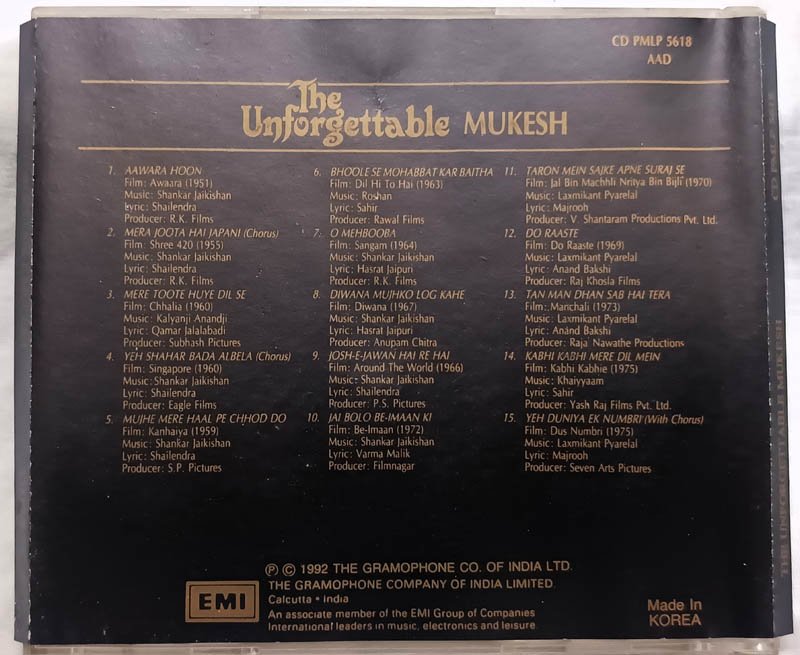 CD PMLP 5618
AAD
The
Unforgettable MUKESH
1. AAWARA HOON
Film: Awaara (1951)
Music: Shankar Jaikishan
Lyric: Shailendra
Producer: R.K. Films
2. MERA JOOTA HAI JAPANI (Chorus)
Film: Shree 420 (1955)
Music: Shankar Jaikishan
Lyric: Shailendra
Producer: R.K. Films
3. MERE TOOTE HUYE DIL SE
Film: Chhalia (1960)
Music: Kalyanji Anandji
Lyric: Qamar Jalalabadi
Producer: Subhash Pictures
4. YEH SHAHAR BADA ALBELA (Chorus)
Film: Singapore (1960)
Music: Shankar Jaikishan
Lyric: Shailendra
Producer: Eagle Films
5. MUJHE MERE HAAL PE CHHOD DO
Film: Kanhaiya (1959)
Music: Shankar Jaikishan
Lyric: Shailendra
Producer: S.P. Pictures
6. BHOOLE SE MOHABBAT KAR BAITHA
Film: Dil Hi To Hai (1963)
Music: Roshan
Lyric: Sahir
Producer: Rawal Films
7. O MEHBOOBA
Film: Sangam (1964)
Music: Shankar Jaikishan
Lyric: Hasrat Jaipuri
Producer: R.K. Films
8. DIWANA MUJHKO LOG KAHE
Film: Diwana (1967)
Music: Shankar Jaikishan
Lyric: Hasrat Jaipuri
Producer: Anupam Chitra
9. JOSH-E-JAWAN HAI RE HAI
Film: Around The World (1966)
Music: Shankar Jaikishan
Lyric: Shailendra
Producer: P.S. Pictures
10. JAI BOLO BE-IMAAN KI
Film: Be-Imaan (1972)
Music: Shankar Jaikishan
Lyric: Varma Malik
Producer: Filmnagar
11. TARON MEIN SAJKE APNE SURAJ SE
Film: Jal Bin Machhli Nritya Bin Bijli (1970)
Music: Laxmikant Pyarelal
Lyric: Majrooh
Producer: V. Shantaram Productions Pvt. Ltd.
12. DO RAASTE
Film: Do Raaste (1969)
Music: Laxmikant Pyarelal
Lyric: Anand Bakshi
Producer: Raj Khosla Films
13. TAN MAN DHAN SAB HAI TERA
Film: Manchali (1973)
Music: Laxmikant Pyarelal
Lyric: Anand Bakshi
Producer: Raja Nawathe Productions
14. KABHI KABHI MERE DIL MEIN
Film: Kabhi Kabhie (1975)
Music: Khaiyyaam
Lyric: Sahir
Producer: Yash Raj Films Pvt. Ltd.
15. YEH DUNIYA EK NUMBRI (With Chorus)
Film: Dus Numbri (1975)
Music: Laxmikant Pyarelal
Lyric: Majrooh
Producer: Seven Arts Pictures
Ⓟ © 1992 THE GRAMOPHONE CO. OF INDIA LTD.
THE GRAMOPHONE COMPANY OF INDIA LIMITED
Calcutta • India
An associate member of the EMI Group of Companies
International leaders in music, electronics and leisure.
EMI
Made In
KOREA
THE UNFORGETTABLE MUKESH